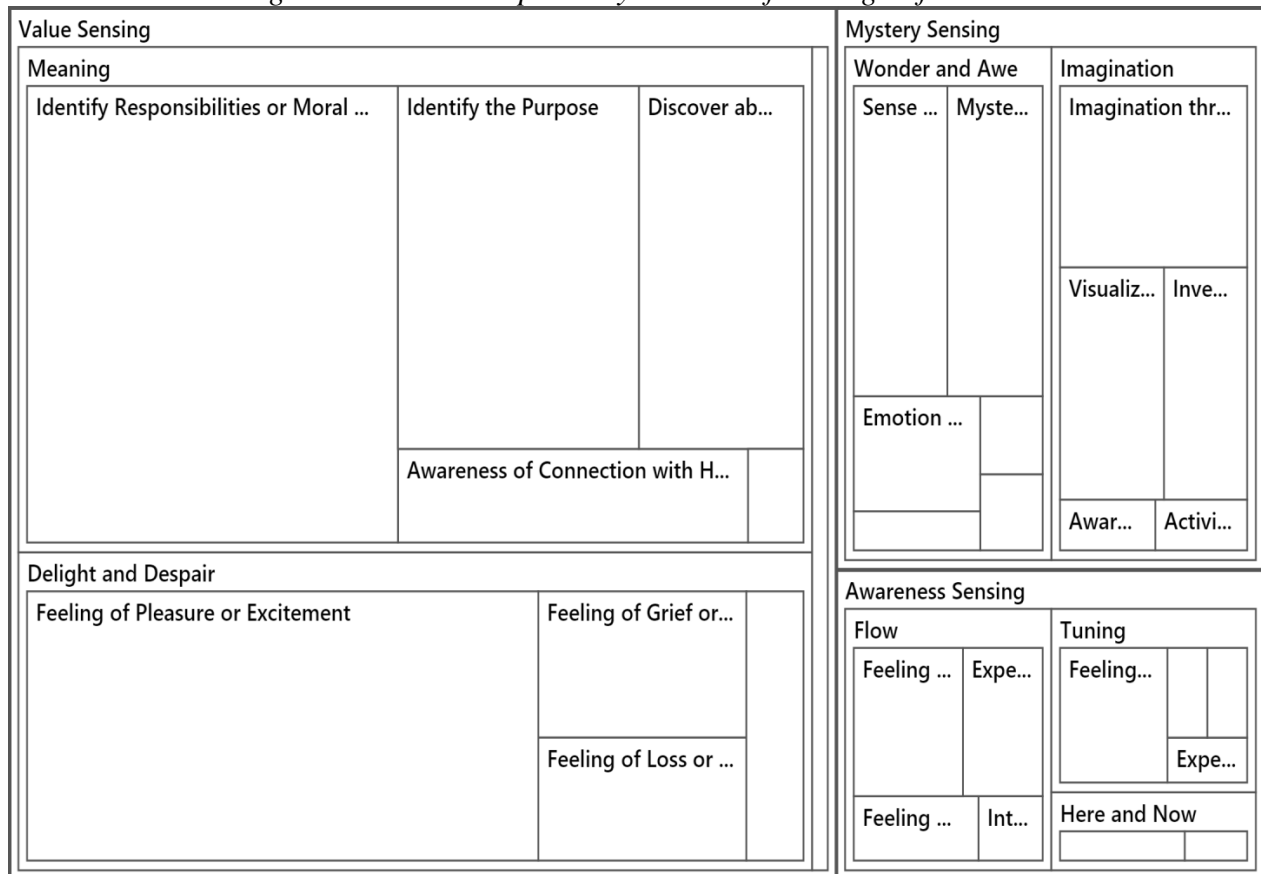 Value Sensing
Meaning
Identify Responsibilities or Moral ...
Identify the Purpose
Discover ab...
Awareness of Connection with H...
Delight and Despair
Feeling of Pleasure or Excitement
Feeling of Grief or...
Feeling of Loss or ...
Mystery Sensing
Wonder and Awe
Sense ...
Myste...
Emotion ...
Imagination
Imagination thr...
Visualiz...
Inve...
Awar...
Activi...
Awareness Sensing
Flow
Feeling ...
Expe...
Feeling ...
Int...
Tuning
Feeling...
Expe...
Here and Now